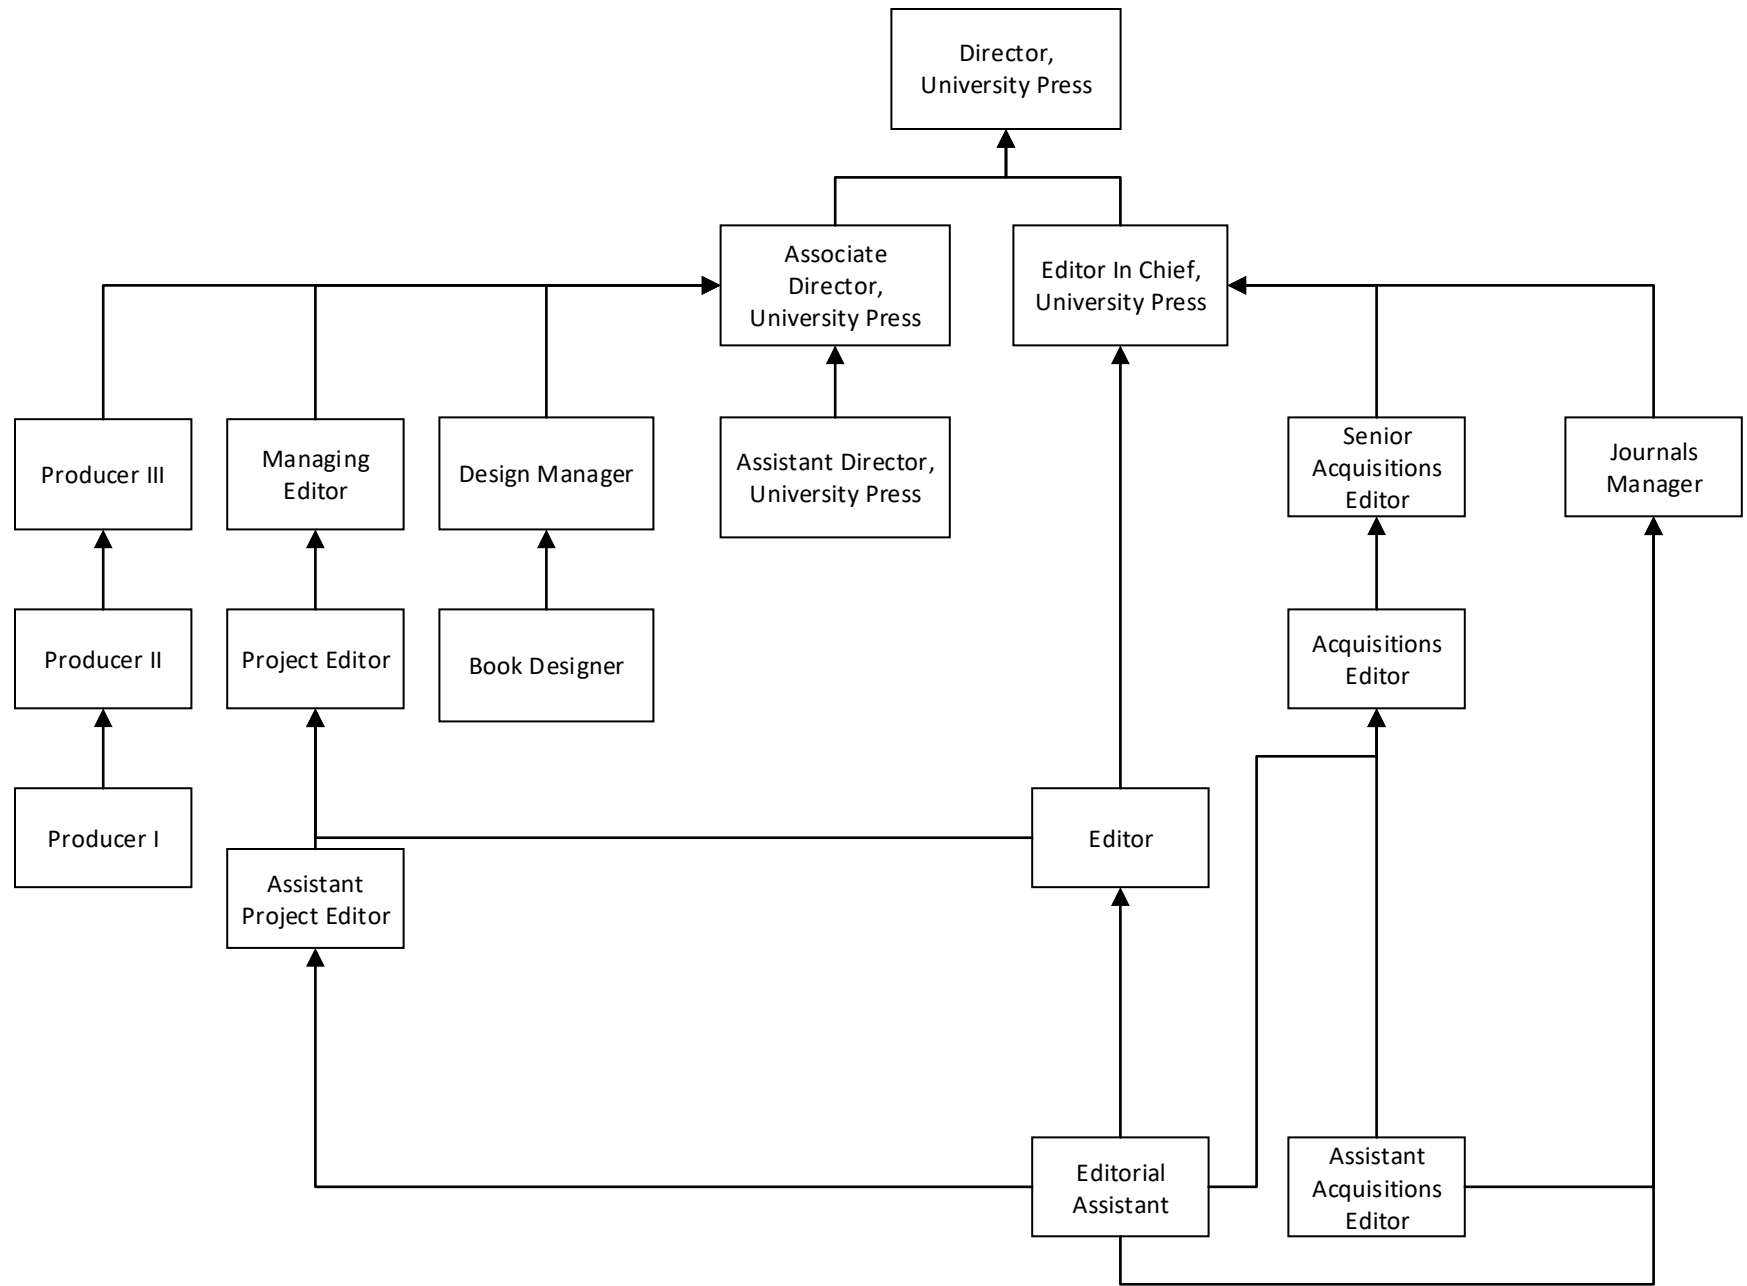 Director,
University Press
Associate
Director,
University Press
Editor In Chief,
University Press
Producer III
Managing
Editor
Design Manager
Assistant Director,
University Press
Senior
Acquisitions
Editor
Journals
Manager
Producer II
Project Editor
Book Designer
Acquisitions
Editor
Producer I
Assistant
Project Editor
Editor
Editorial
Assistant
Assistant
Acquisitions
Editor